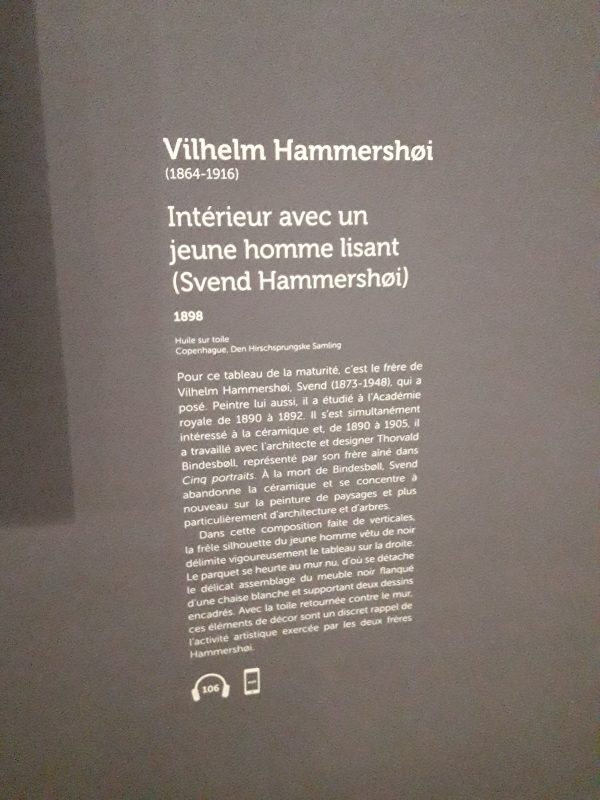 Vilhelm Hammershøi
(1864-1916)
Intérieur avec un
jeune homme lisant
(Svend Hammershøi)
1898
Huile sur toile
Copenhague, Den Hirschsprungske Samling
Pour ce tableau de la maturité, c'est le frère de
Vilhelm Hammershøi, Svend (1873-1948), qui a
posé. Peintre lui aussi, il a étudié à l'Académie
royale de 1890 à 1892. Il s'est simultanément
intéressé à la céramique et, de 1890 à 1905, il
a travaillé avec l'architecte et designer Thorvald
Bindesbøll, représenté par son frère aîné dans
Cinq portraits. À la mort de Bindesbøll, Svend
abandonne la céramique et se concentre à
nouveau sur la peinture de paysages et plus
particulièrement d'architecture et d'arbres.
Dans cette composition faite de verticales,
la frêle silhouette du jeune homme vêtu de noir
délimite vigoureusement le tableau sur la droite.
Le parquet se heurte au mur nu, d'où se détache
le délicat assemblage du meuble noir flanqué
d'une chaise blanche et supportant deux dessins
encadrés. Avec la toile retournée contre le mur,
ces éléments de décor sont un discret rappel de
l'activité artistique exercée par les deux frères
Hammershøi.
106